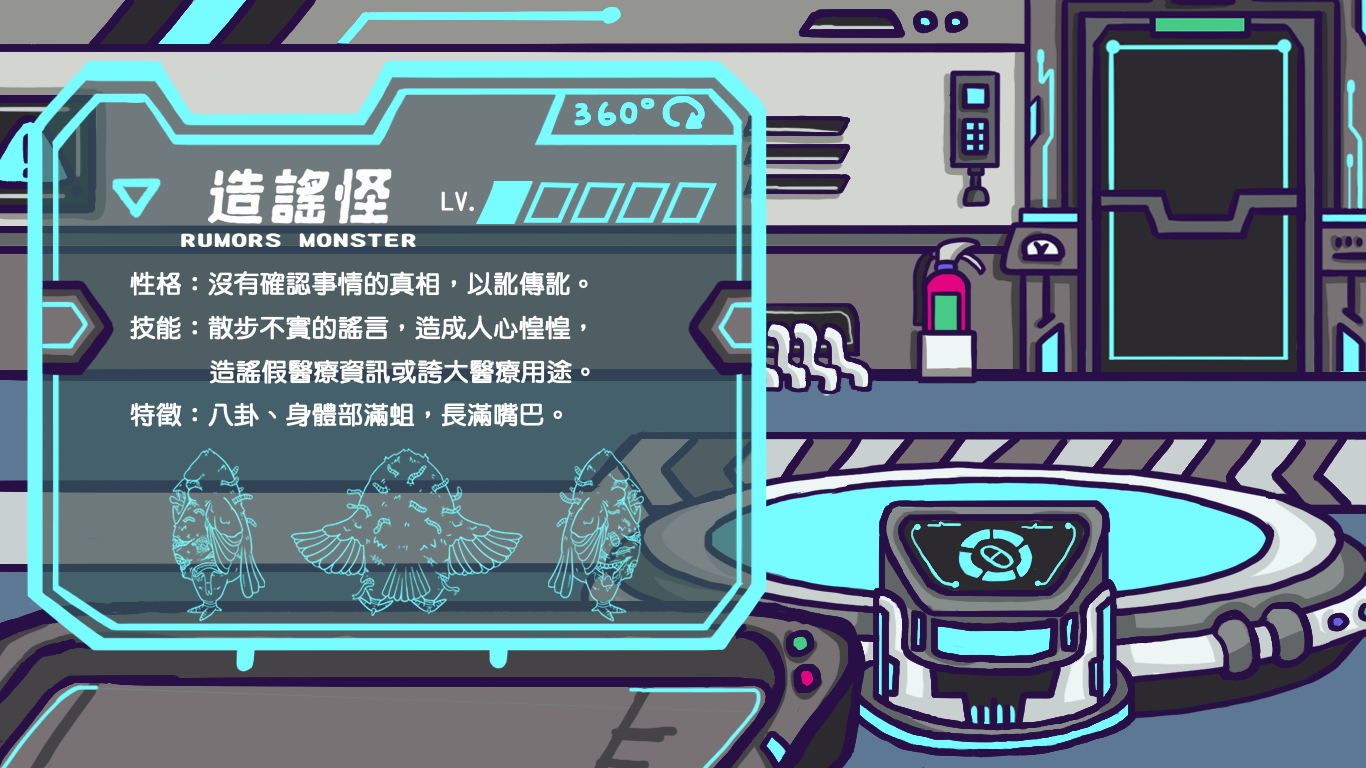 360°
造謠怪
LV.
RUMORS MONSTER
性格：沒有確認事情的真相，以訛傳訛。
技能：散步不實的謠言，造成人心惶惶，
造謠假醫療資訊或誇大醫療用途。
特徵：八卦、身體部滿蛆，長滿嘴巴。